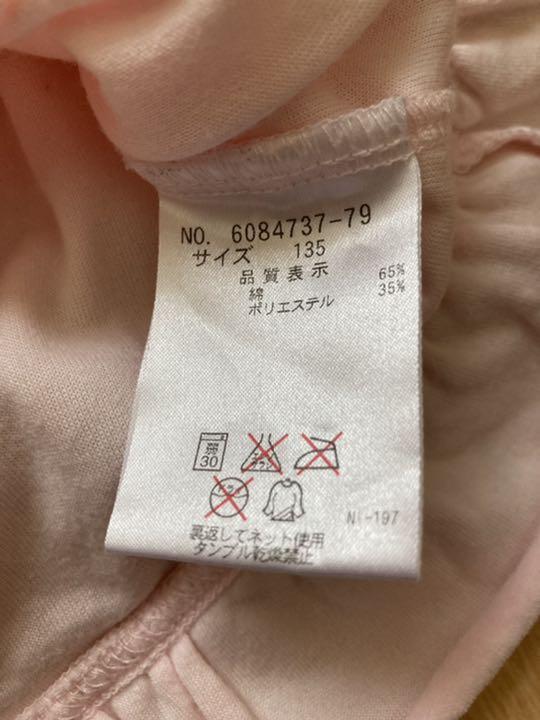 NO. 6084737-79
サイズ 135
品質表示
綿 65%
ポリエステル 35%
弱
30
NI-197
裏返してネット使用
タンブル乾燥禁止